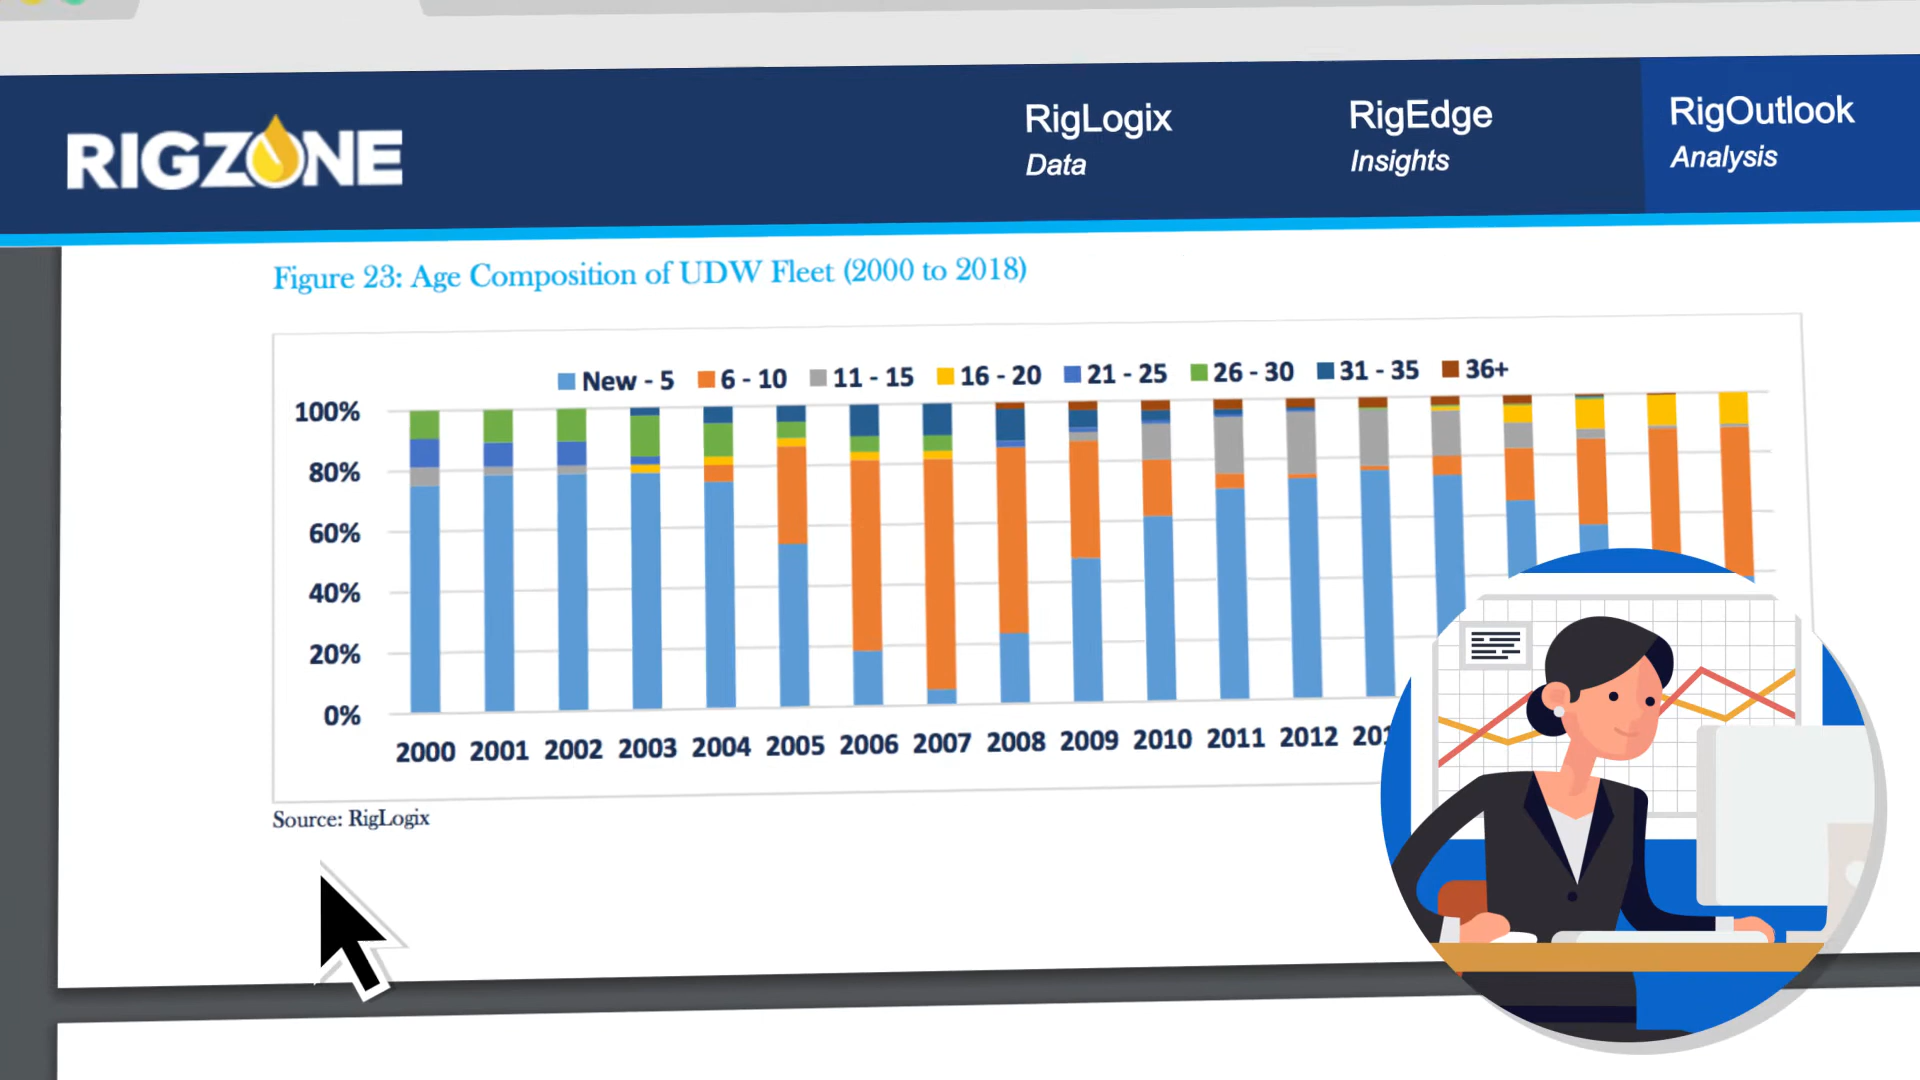 RIGZONE
RigLogix
Data
RigEdge
Insights
RigOutlook
Analysis
Figure 23: Age Composition of UDW Fleet (2000 to 2018)
New - 5 6 - 10 11 - 15 16 - 20 21 - 25 26 - 30 31 - 35 36+
100%
80%
60%
40%
20%
0%
2000 2001 2002 2003 2004 2005 2006 2007 2008 2009 2010 2011 2012
Source: RigLogix